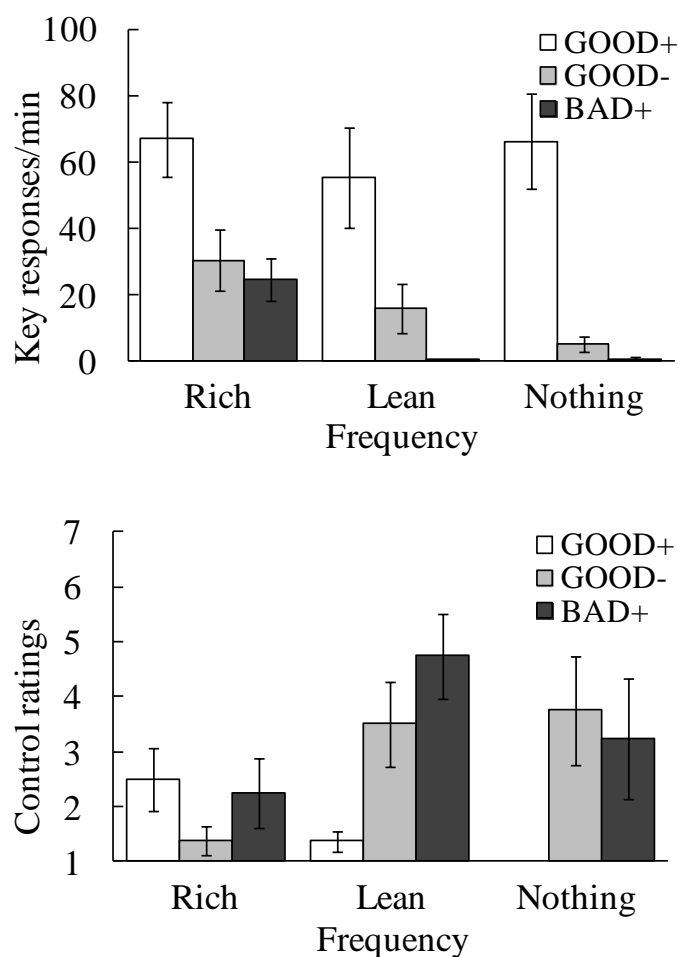 100
80
60
40
20
0
Key responses/min
GOOD+
GOOD-
BAD+
Rich Lean Nothing
Frequency
7
6
5
4
3
2
1
Control ratings
GOOD+
GOOD-
BAD+
Rich Lean Nothing
Frequency